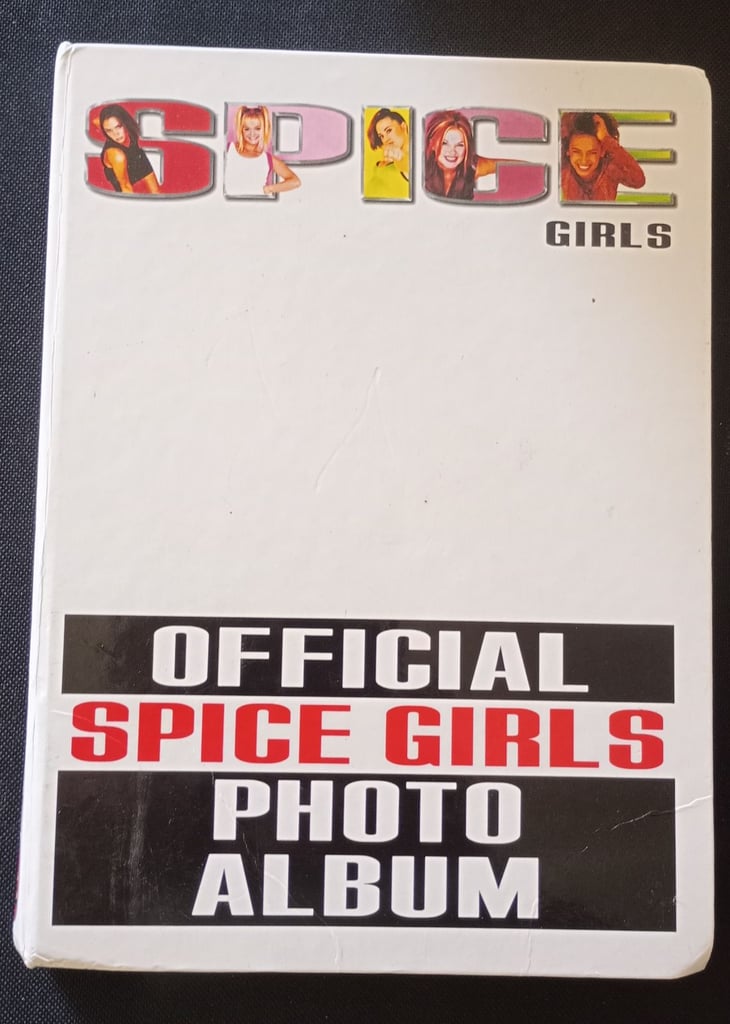 SPICE
GIRLS
OFFICIAL
SPICE GIRLS
PHOTO
ALBUM